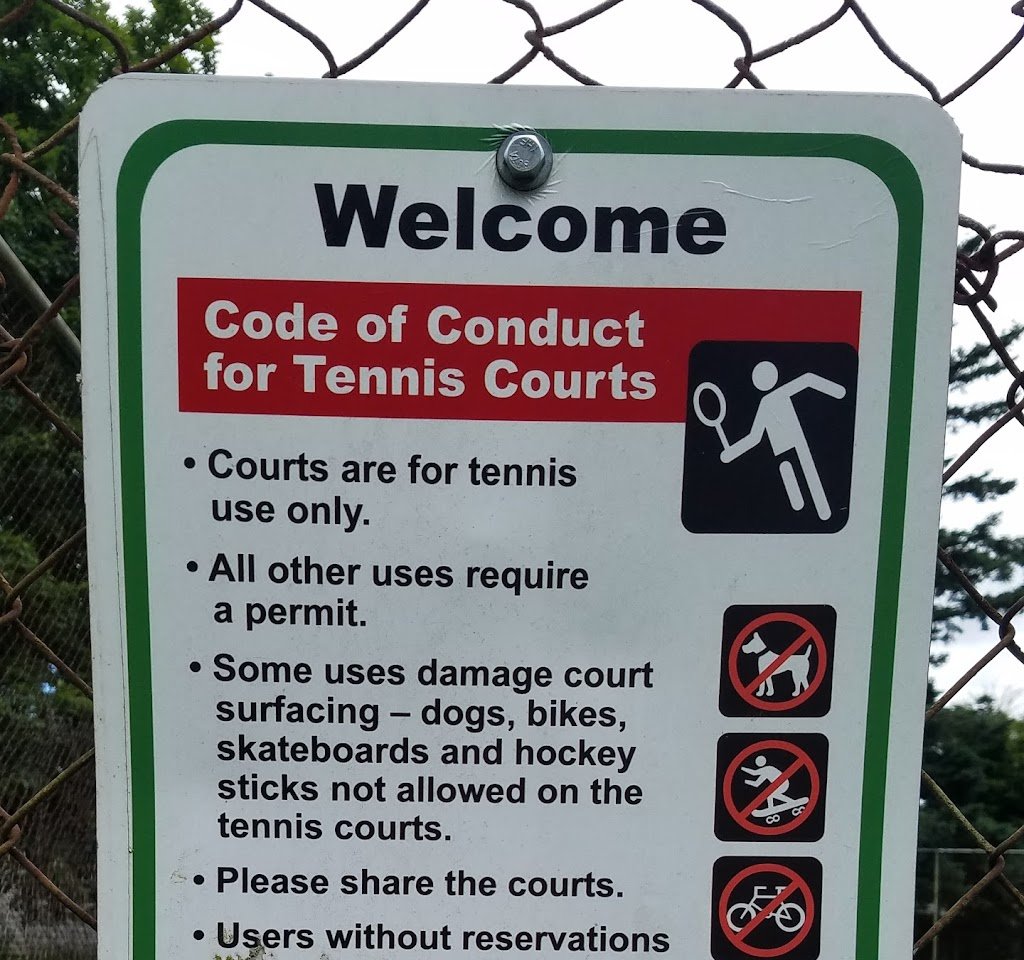 Welcome
Code of Conduct
for Tennis Courts
• Courts are for tennis
use only.
• All other uses require
a permit.
• Some uses damage court
surfacing – dogs, bikes,
skateboards and hockey
sticks not allowed on the
tennis courts.
• Please share the courts.
• Users without reservations